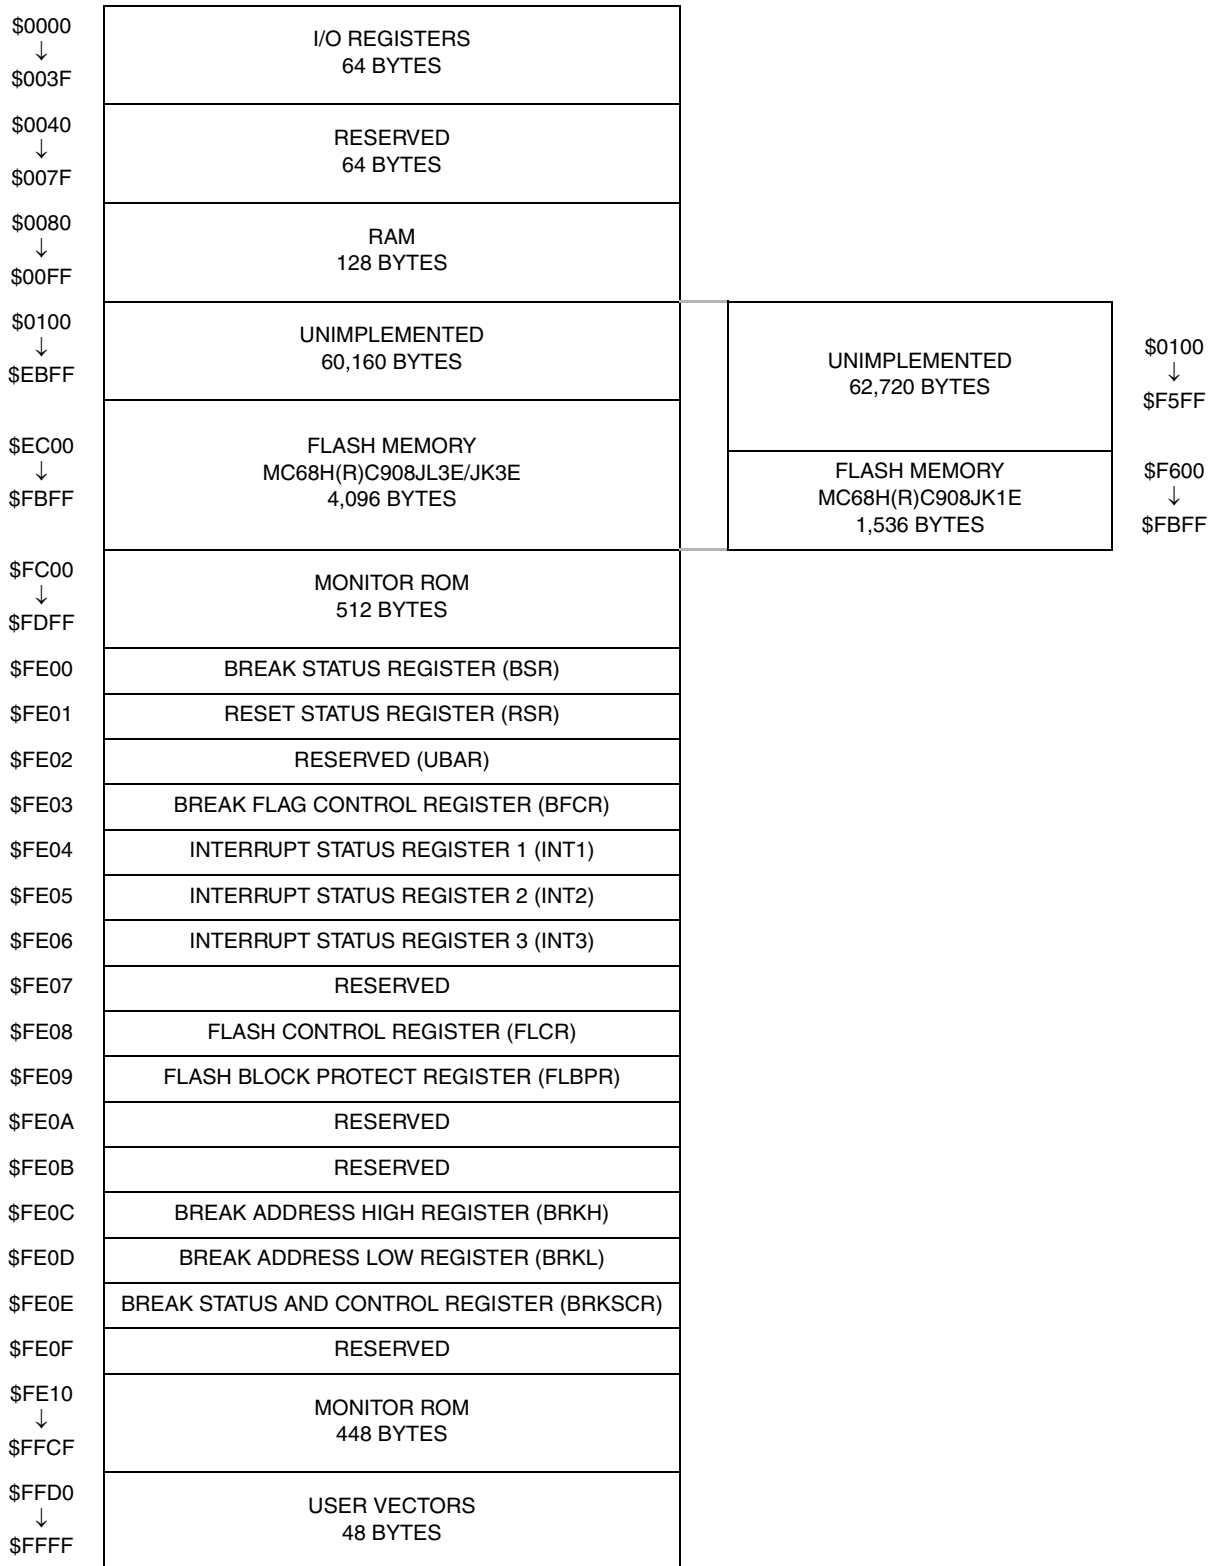 $0000
↓
$003F
I/O REGISTERS
64 BYTES
$0040
↓
$007F
RESERVED
64 BYTES
$0080
↓
$00FF
RAM
128 BYTES
$0100
↓
$EBFF
UNIMPLEMENTED
60,160 BYTES
UNIMPLEMENTED
62,720 BYTES
$0100
↓
$F5FF
$EC00
↓
$FBFF
FLASH MEMORY
MC68H(R)C908JL3E/JK3E
4,096 BYTES
FLASH MEMORY
MC68H(R)C908JK1E
1,536 BYTES
$F600
↓
$FBFF
$FC00
↓
$FDFF
MONITOR ROM
512 BYTES
$FE00 BREAK STATUS REGISTER (BSR)
$FE01 RESET STATUS REGISTER (RSR)
$FE02 RESERVED (UBAR)
$FE03 BREAK FLAG CONTROL REGISTER (BFCR)
$FE04 INTERRUPT STATUS REGISTER 1 (INT1)
$FE05 INTERRUPT STATUS REGISTER 2 (INT2)
$FE06 INTERRUPT STATUS REGISTER 3 (INT3)
$FE07 RESERVED
$FE08 FLASH CONTROL REGISTER (FLCR)
$FE09 FLASH BLOCK PROTECT REGISTER (FLBPR)
$FE0A RESERVED
$FE0B RESERVED
$FE0C BREAK ADDRESS HIGH REGISTER (BRKH)
$FE0D BREAK ADDRESS LOW REGISTER (BRKL)
$FE0E BREAK STATUS AND CONTROL REGISTER (BRKSCR)
$FE0F RESERVED
$FE10
↓
$FFCF
MONITOR ROM
448 BYTES
$FFD0
↓
$FFFF
USER VECTORS
48 BYTES